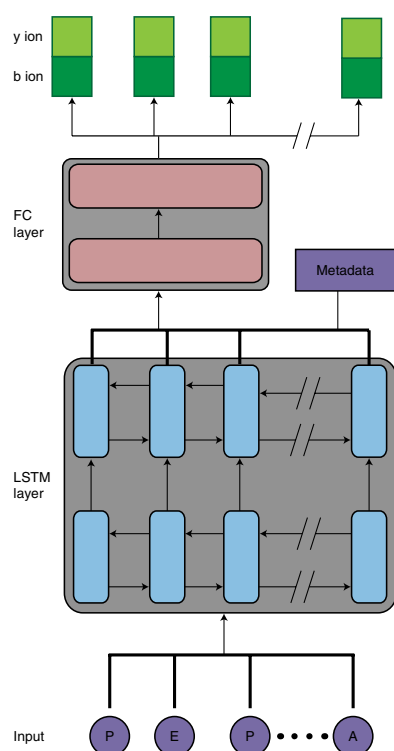 y ion
b ion
FC
layer
Metadata
LSTM
layer
Input P E P A